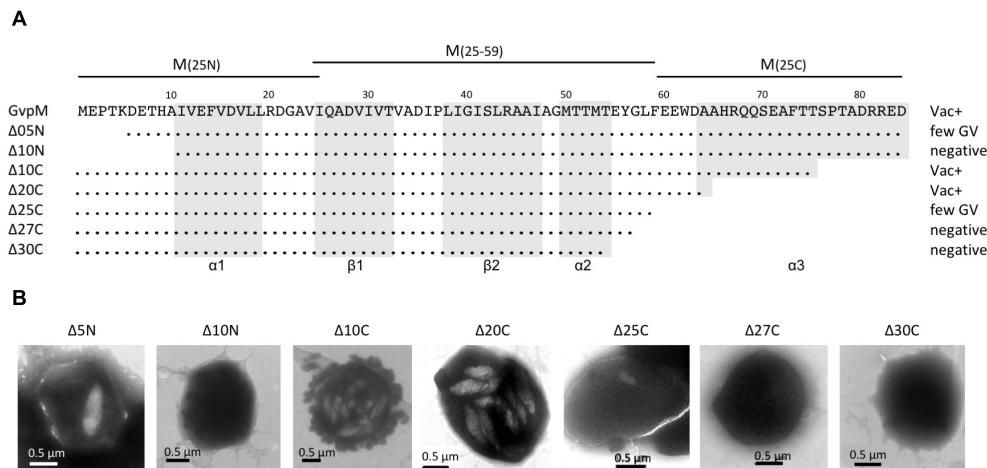 A
M(25N) M(25-59) M(25C)
10 20 30 40 50 60 70 80
GvpM MEPTKDETHAIVEFVDVLLRDGAVIQADVIVTVADIPLIGISLRAAIAGMTTMTEYGLFEEWDAAHRQQSEAFTTSPTADRRED Vac+
Δ05N few GV
Δ10N negative
Δ10C Vac+
Δ20C Vac+
Δ25C few GV
Δ27C negative
Δ30C negative
α1 β1 β2 α2 α3
B
Δ5N Δ10N Δ10C Δ20C Δ25C Δ27C Δ30C
0.5 µm 0.5 µm 0.5 µm 0.5 µm 0.5 µm 0.5 µm 0.5 µm